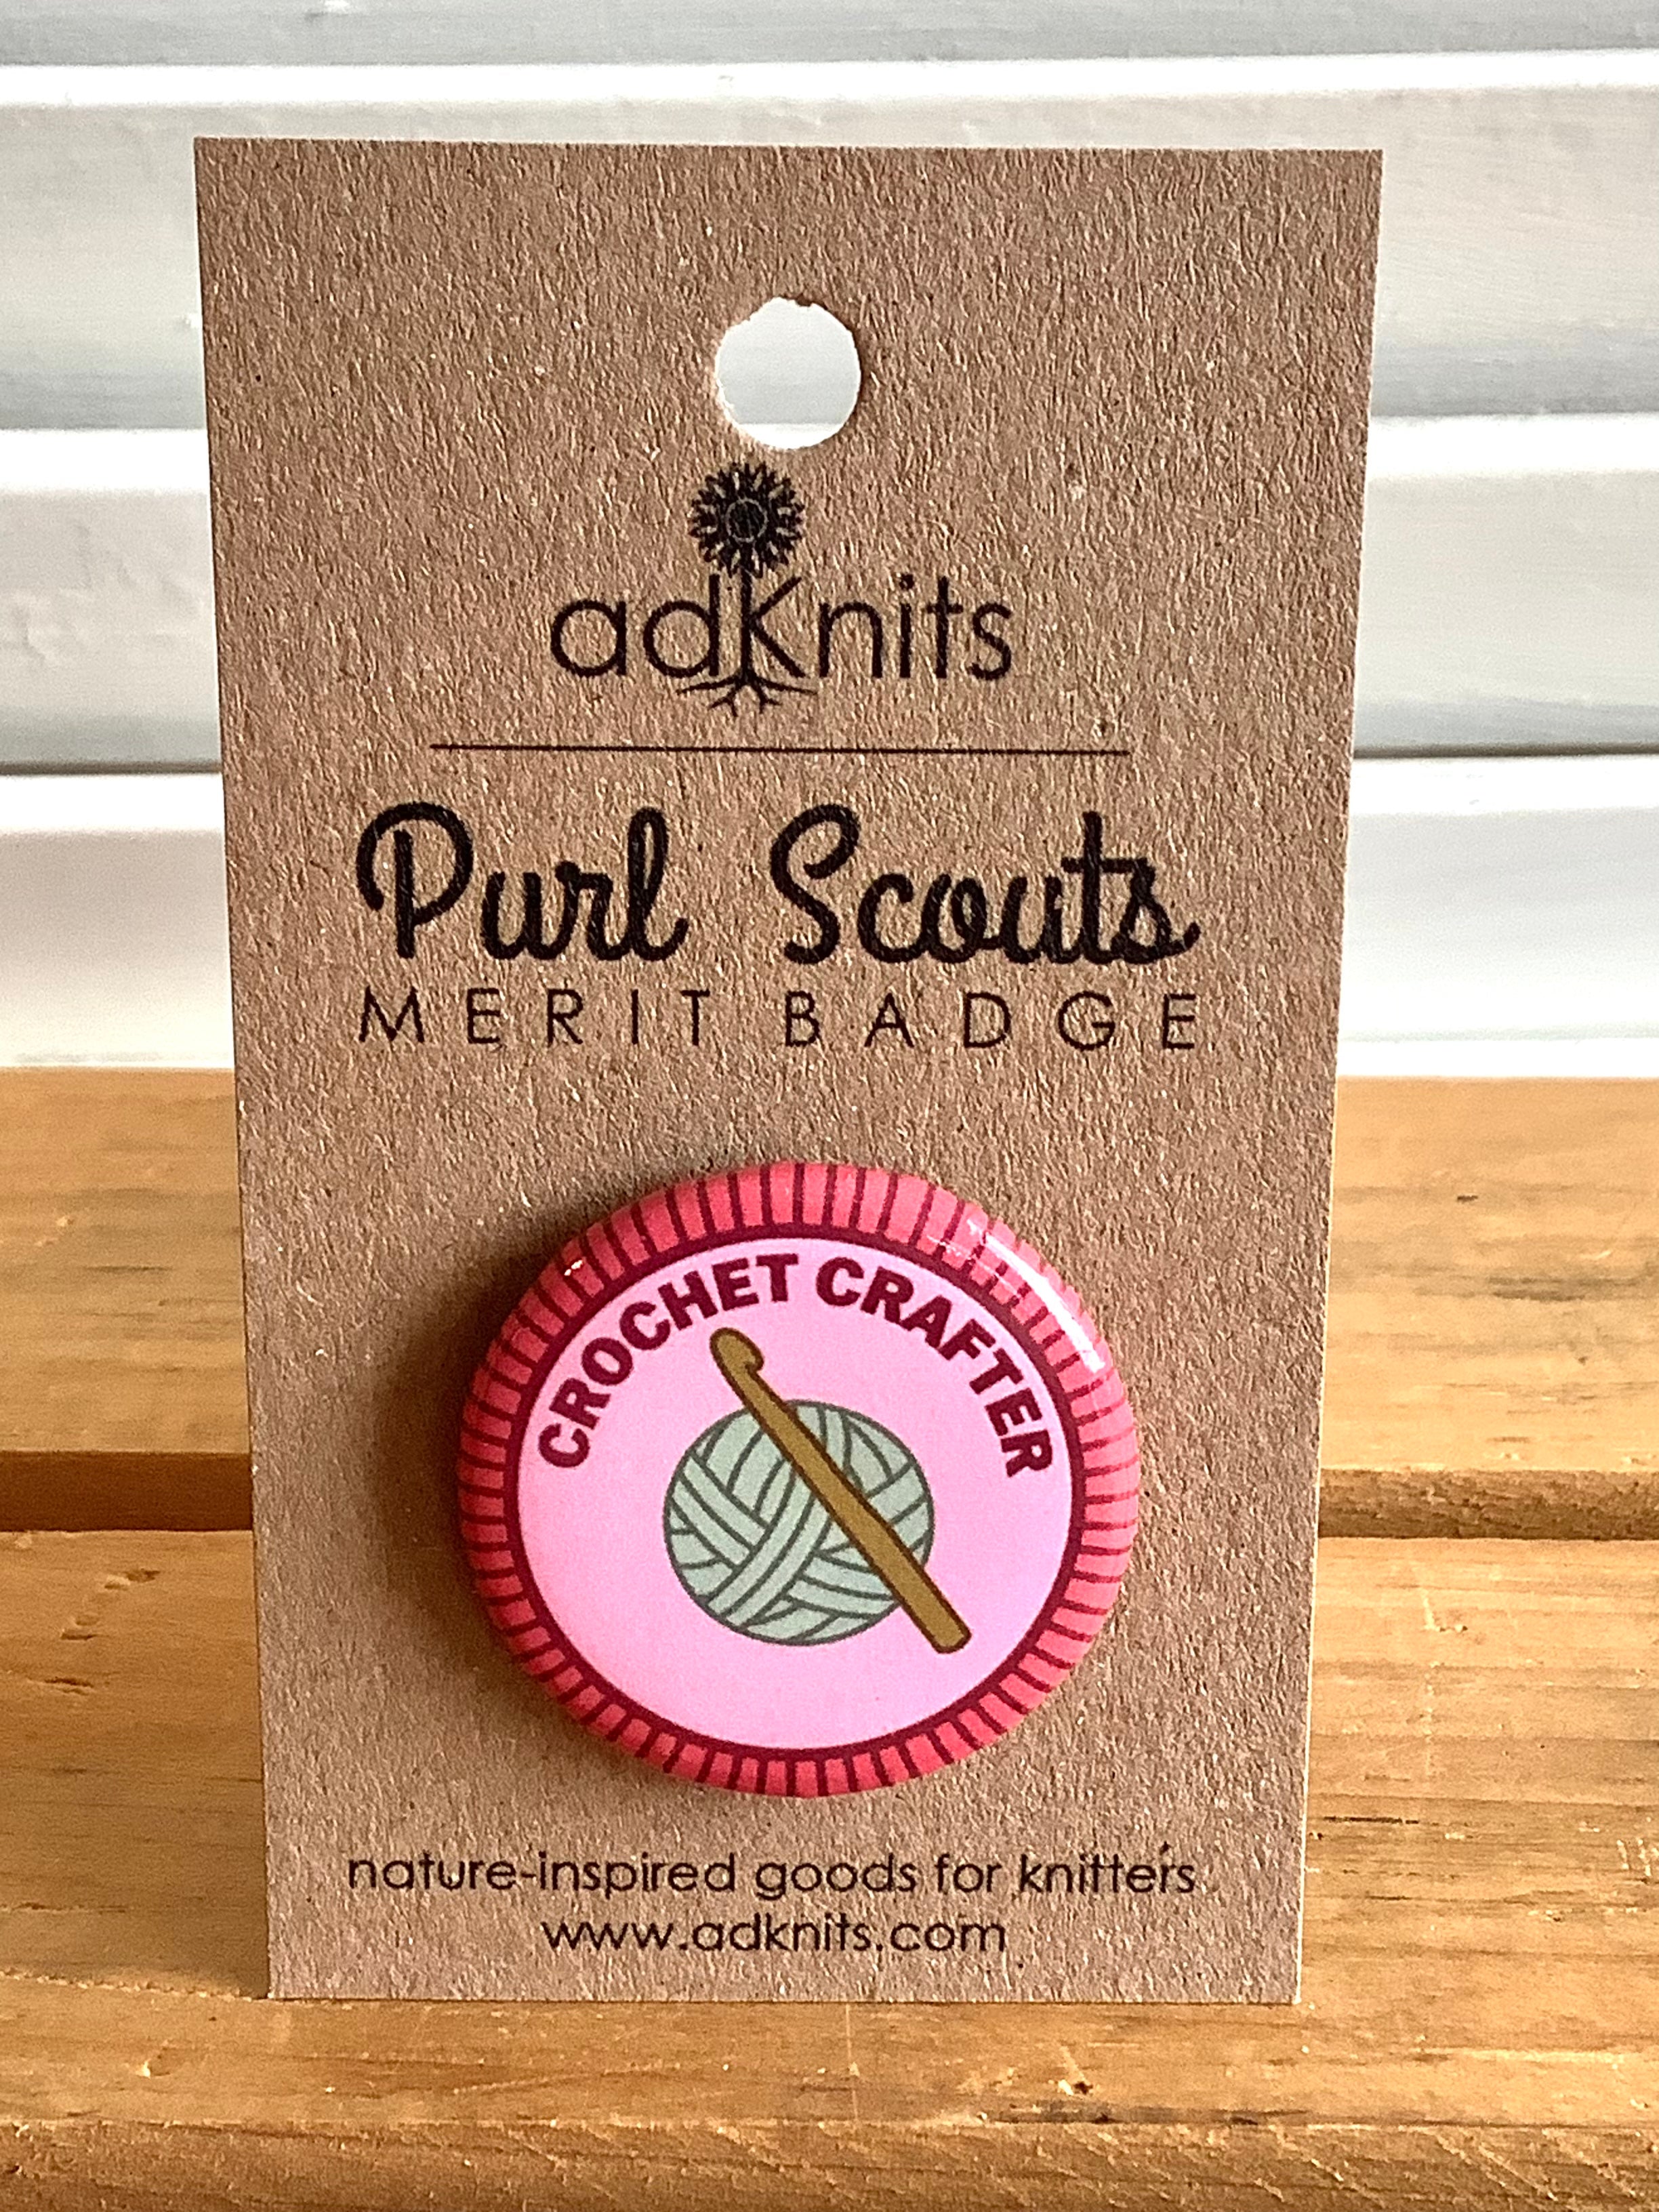 adKnits
Purl Scouts
MERIT BADGE
CROCHET CRAFTER
nature-inspired goods for knitters
www.adknits.com